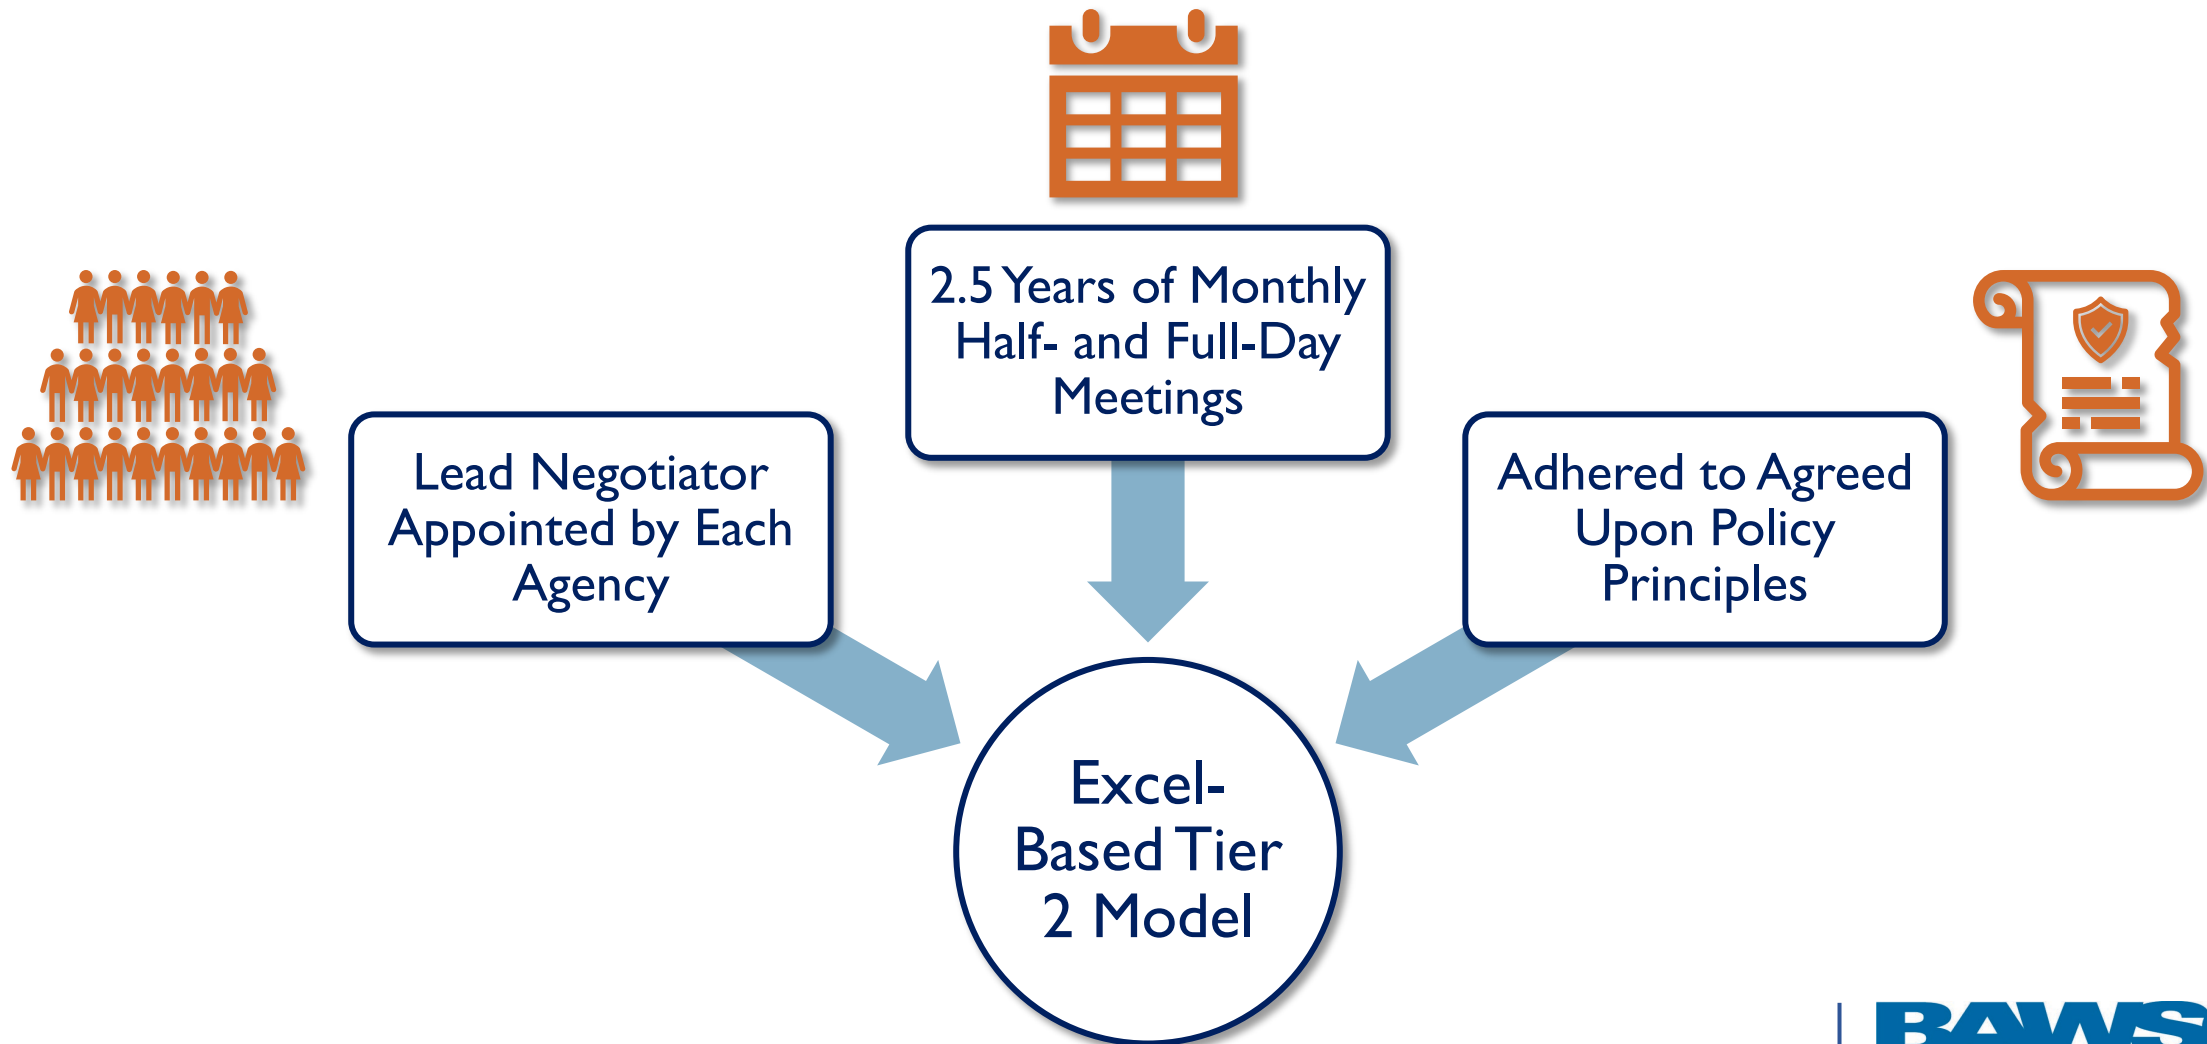 2.5 Years of Monthly
Half- and Full-Day
Meetings
Lead Negotiator
Appointed by Each
Agency
Adhered to Agreed
Upon Policy
Principles
Excel-
Based Tier
2 Model
BAWS